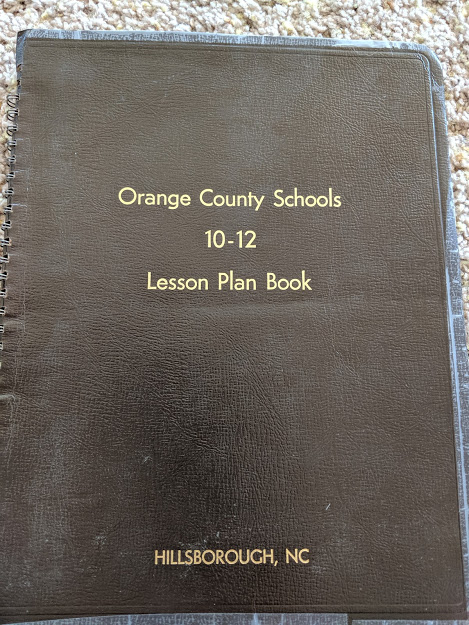 Orange County Schools
10-12
Lesson Plan Book
HILLSBOROUGH, NC